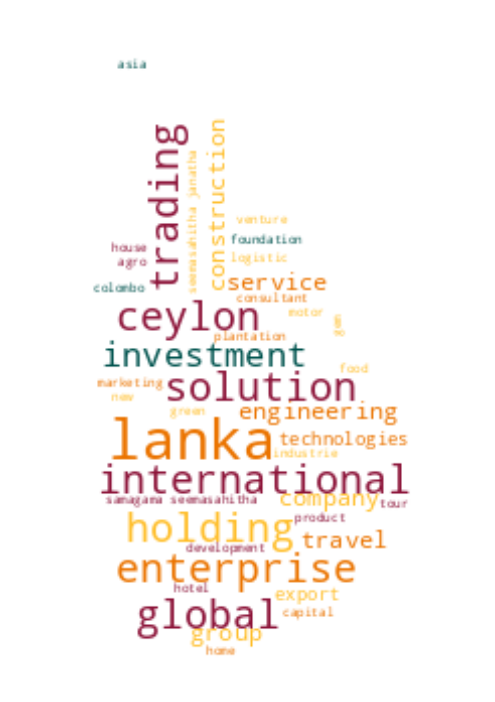 asia
trading
seemasahitha janatha
construction
venture
foundation
house
logistic
agro
service
colombo
consultant
ceylon
motor
plantation
investment
food
marketing
solution
new
green
engineering
lanka
technologies
industrie
international
samagama seemasahitha
company
tour
holding
product
travel
development
enterprise
hotel
export
global
capital
group
home